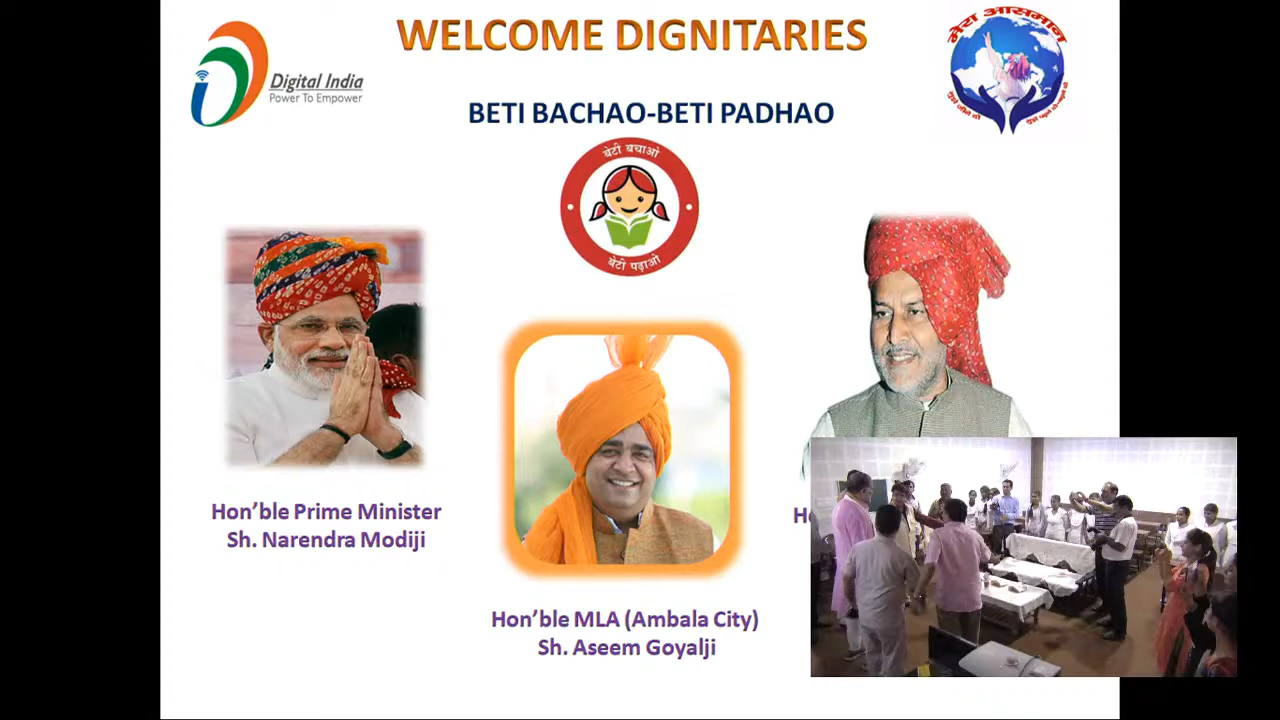 WELCOME DIGNITARIES
Digital India
Power To Empower
मेरा आसमान
BETI BACHAO-BETI PADHAO
बेटी बचाओ
बेटी पढ़ाओ
Hon’ble Prime Minister
Sh. Narendra Modiji
Hon’ble MLA (Ambala City)
Sh. Aseem Goyalji